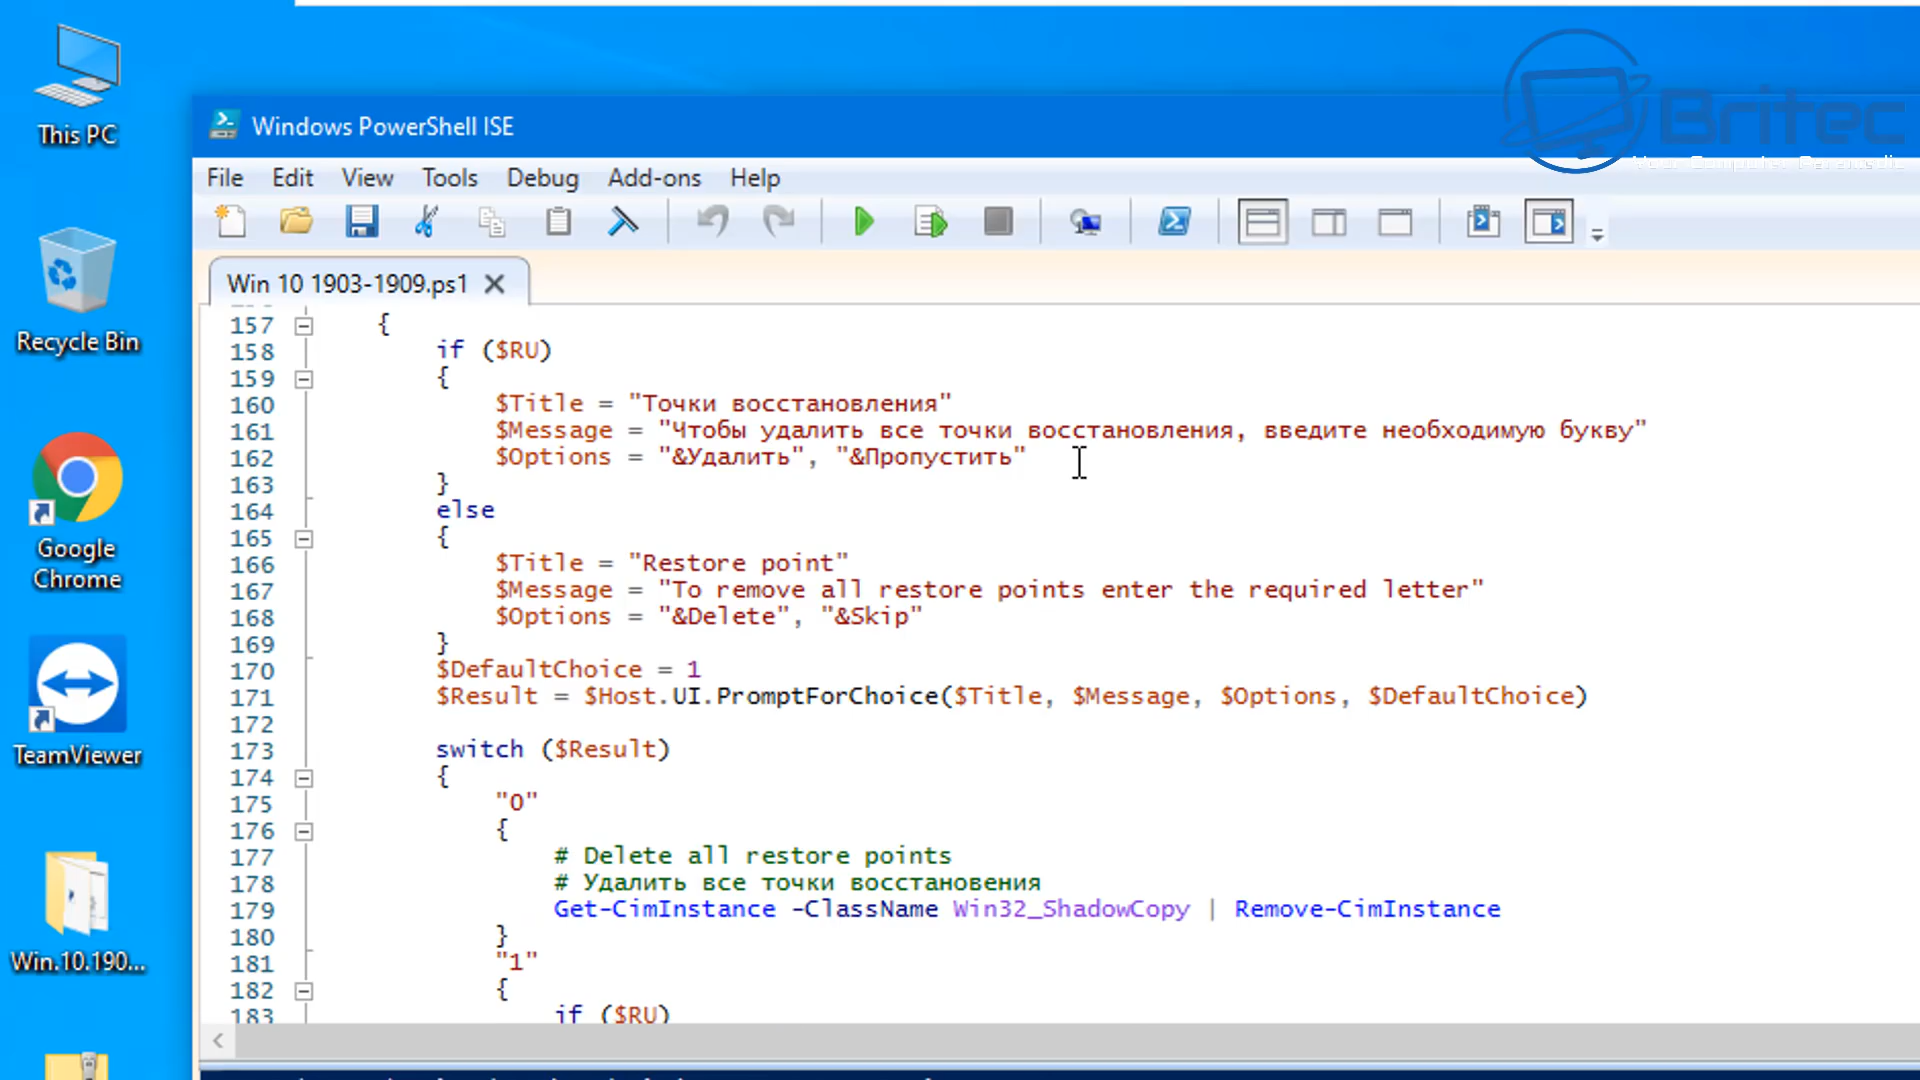 This PC
Recycle Bin
Google
Chrome
TeamViewer
Win.10.190...
Britec
Windows PowerShell ISE
File Edit View Tools Debug Add-ons Help
Win 10 1903-1909.ps1
157 {
158 if ($RU)
159 {
160 $Title = "Точки восстановления"
161 $Message = "Чтобы удалить все точки восстановления, введите необходимую букву"
162 $Options = "&Удалить", "&Пропустить"
163 }
164 else
165 {
166 $Title = "Restore point"
167 $Message = "To remove all restore points enter the required letter"
168 $Options = "&Delete", "&Skip"
169 }
170 $DefaultChoice = 1
171 $Result = $Host.UI.PromptForChoice($Title, $Message, $Options, $DefaultChoice)
172
173 switch ($Result)
174 {
175 "0"
176 {
177 # Delete all restore points
178 # Удалить все точки восстановения
179 Get-CimInstance -ClassName Win32_ShadowCopy | Remove-CimInstance
180 }
181 "1"
182 {
183 if ($RU)